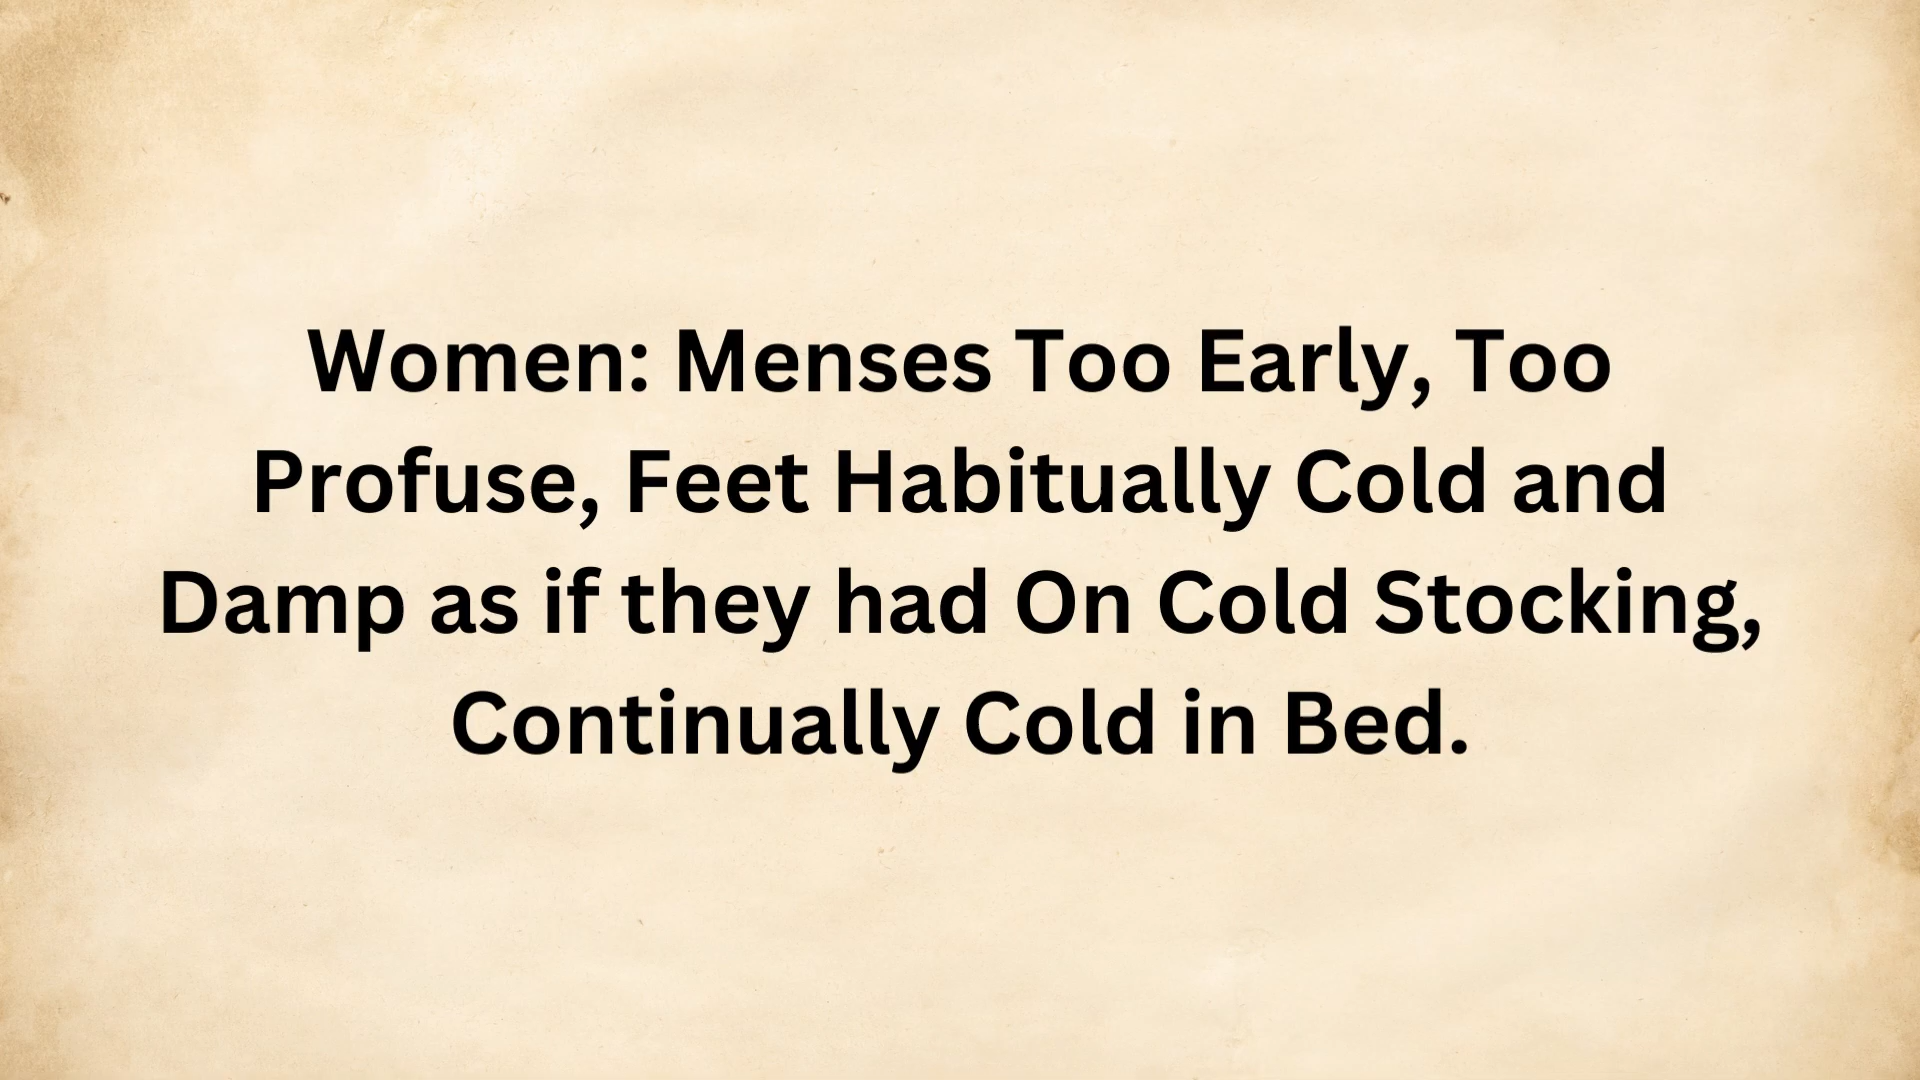 Women: Menses Too Early, Too
Profuse, Feet Habitually Cold and
Damp as if they had On Cold Stocking,
Continually Cold in Bed.